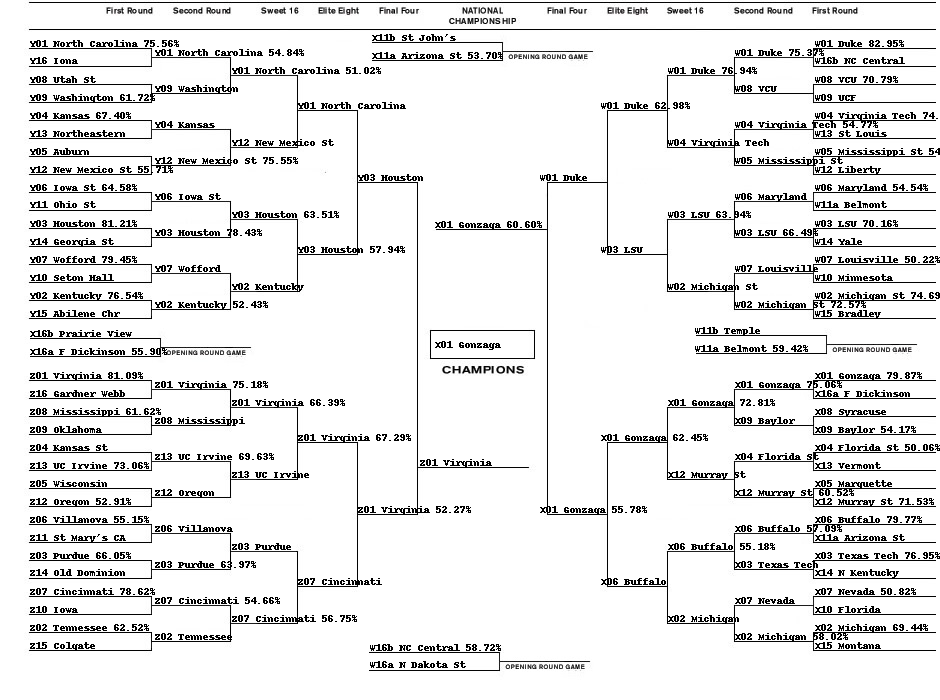 First Round
Second Round
Sweet 16
Elite Eight
Final Four
NATIONAL
CHAMPIONSHIP
Final Four
Elite Eight
Sweet 16
Second Round
First Round
Y01 North Carolina 75.56%
Y16 Iona
Y08 Utah St
Y09 Washington 61.72%
Y04 Kansas 67.40%
Y13 Northeastern
Y05 Auburn
Y12 New Mexico St 55.71%
Y06 Iowa St 64.58%
Y11 Ohio St
Y03 Houston 81.21%
Y14 Georgia St
Y07 Wofford 79.45%
Y10 Seton Hall
Y02 Kentucky 76.54%
Y15 Abilene Chr
Y01 North Carolina 54.84%
Y09 Washington
Y04 Kansas
Y12 New Mexico St 75.55%
Y06 Iowa St
Y03 Houston 78.43%
Y07 Wofford
Y02 Kentucky 52.43%
Y01 North Carolina 51.02%
Y12 New Mexico St
Y03 Houston 63.51%
Y02 Kentucky
Y01 North Carolina
Y03 Houston 57.94%
Y03 Houston
X11b St John's
X11a Arizona St 53.70%
OPENING ROUND GAME
X16b Prairie View
X16a F Dickinson 55.90%
OPENING ROUND GAME
Z01 Virginia 81.09%
Z16 Gardner Webb
Z08 Mississippi 61.62%
Z09 Oklahoma
Z04 Kansas St
Z13 UC Irvine 73.06%
Z05 Wisconsin
Z12 Oregon 52.91%
Z06 Villanova 55.15%
Z11 St Mary's CA
Z03 Purdue 66.05%
Z14 Old Dominion
Z07 Cincinnati 78.62%
Z10 Iowa
Z02 Tennessee 62.52%
Z15 Colgate
Z01 Virginia 75.18%
Z08 Mississippi
Z13 UC Irvine 69.63%
Z12 Oregon
Z06 Villanova
Z03 Purdue 63.97%
Z07 Cincinnati 54.66%
Z02 Tennessee
Z01 Virginia 66.39%
Z13 UC Irvine
Z03 Purdue
Z07 Cincinnati 56.75%
Z01 Virginia 67.29%
Z07 Cincinnati
Z01 Virginia 52.27%
X01 Gonzaga 60.60%
X01 Gonzaga
CHAMPIONS
Z01 Virginia
W16b NC Central 58.72%
W16a N Dakota St
OPENING ROUND GAME
W01 Duke
X01 Gonzaga 55.78%
W01 Duke 62.98%
W03 LSU
W01 Duke 76.94%
W04 Virginia Tech
W03 LSU 63.94%
W02 Michigan St
W01 Duke 75.37%
W08 VCU
W04 Virginia Tech 54.77%
W05 Mississippi St
W06 Maryland
W03 LSU 66.49%
W07 Louisville
W02 Michigan St 72.57%
W01 Duke 82.95%
W16b NC Central
W08 VCU 70.79%
W09 UCF
W04 Virginia Tech 74.
W13 St Louis
W05 Mississippi St 54
W12 Liberty
W06 Maryland 54.54%
W11a Belmont
W03 LSU 70.16%
W14 Yale
W07 Louisville 50.22%
W10 Minnesota
W02 Michigan St 74.69
W15 Bradley
W11b Temple
W11a Belmont 59.42%
OPENING ROUND GAME
X01 Gonzaga 62.45%
X06 Buffalo
X01 Gonzaga 72.81%
X12 Murray St
X06 Buffalo 55.18%
X02 Michigan
X01 Gonzaga 75.06%
X09 Baylor
X04 Florida St
X12 Murray St 60.52%
X06 Buffalo 57.09%
X03 Texas Tech
X07 Nevada
X02 Michigan 58.02%
X01 Gonzaga 79.87%
X16a F Dickinson
X08 Syracuse
X09 Baylor 54.17%
X04 Florida St 50.06%
X13 Vermont
X05 Marquette
X12 Murray St 71.53%
X06 Buffalo 79.77%
X11a Arizona St
X03 Texas Tech 76.95%
X14 N Kentucky
X07 Nevada 50.82%
X10 Florida
X02 Michigan 69.44%
X15 Montana